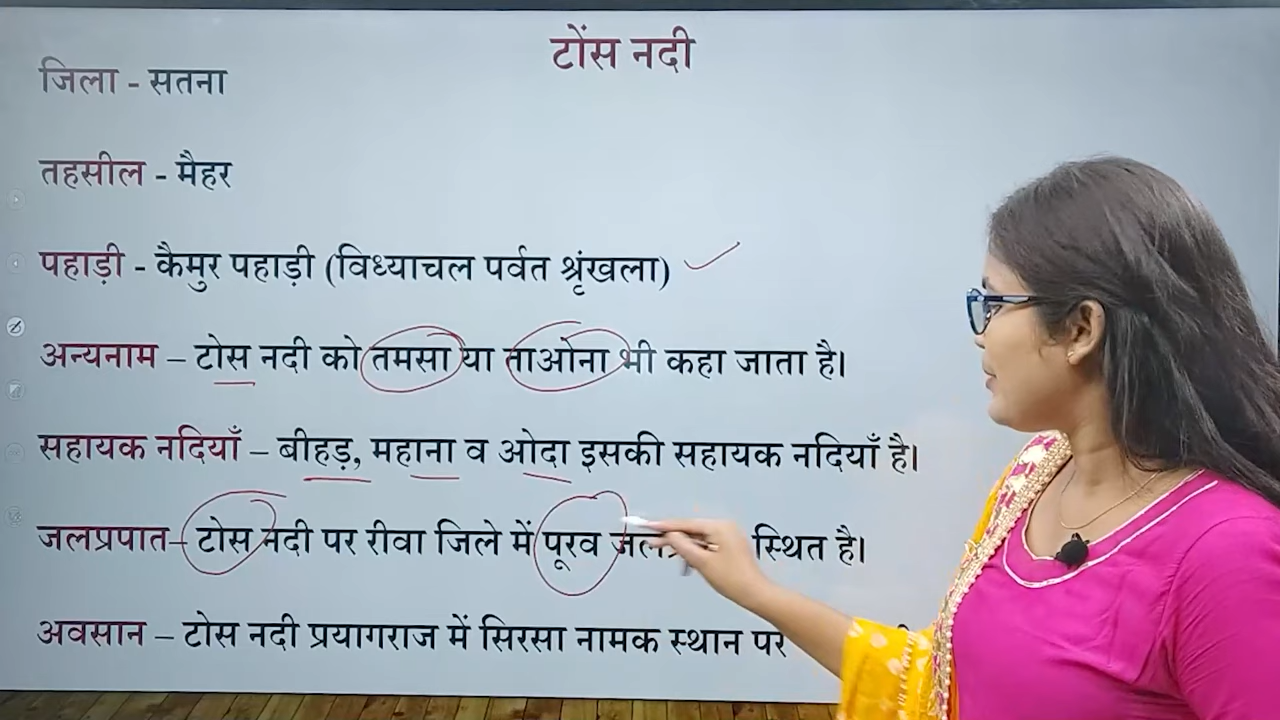 टोंस नदी
जिला - सतना
तहसील - मैहर
पहाड़ी - कैमुर पहाड़ी (विध्याचल पर्वत श्रृंखला)
अन्यनाम – टोस नदी को तमसा या ताओना भी कहा जाता है।
सहायक नदियाँ – बीहड़, महाना व ओदा इसकी सहायक नदियाँ है।
जलप्रपात– टोस नदी पर रीवा जिले में पूरव स्थित है।
अवसान – टोस नदी प्रयागराज में सिरसा नामक स्थान पर